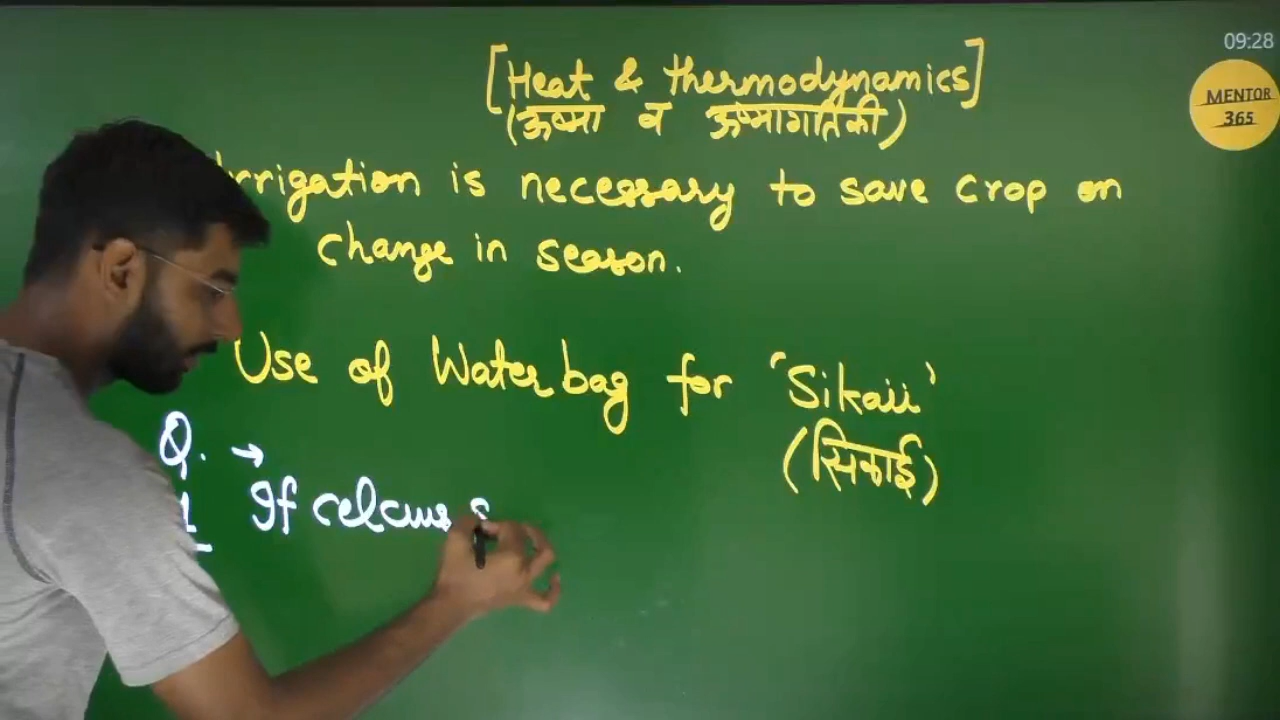 09:28
MENTOR
365
[Heat & thermodynamics]
(ऊष्मा व ऊष्मागतिकी)
Irrigation is necessary to save crop on
change in season.
Use of Water bag for 'Sikaii'
(सिकाई)
Q. →
1 If celcius s